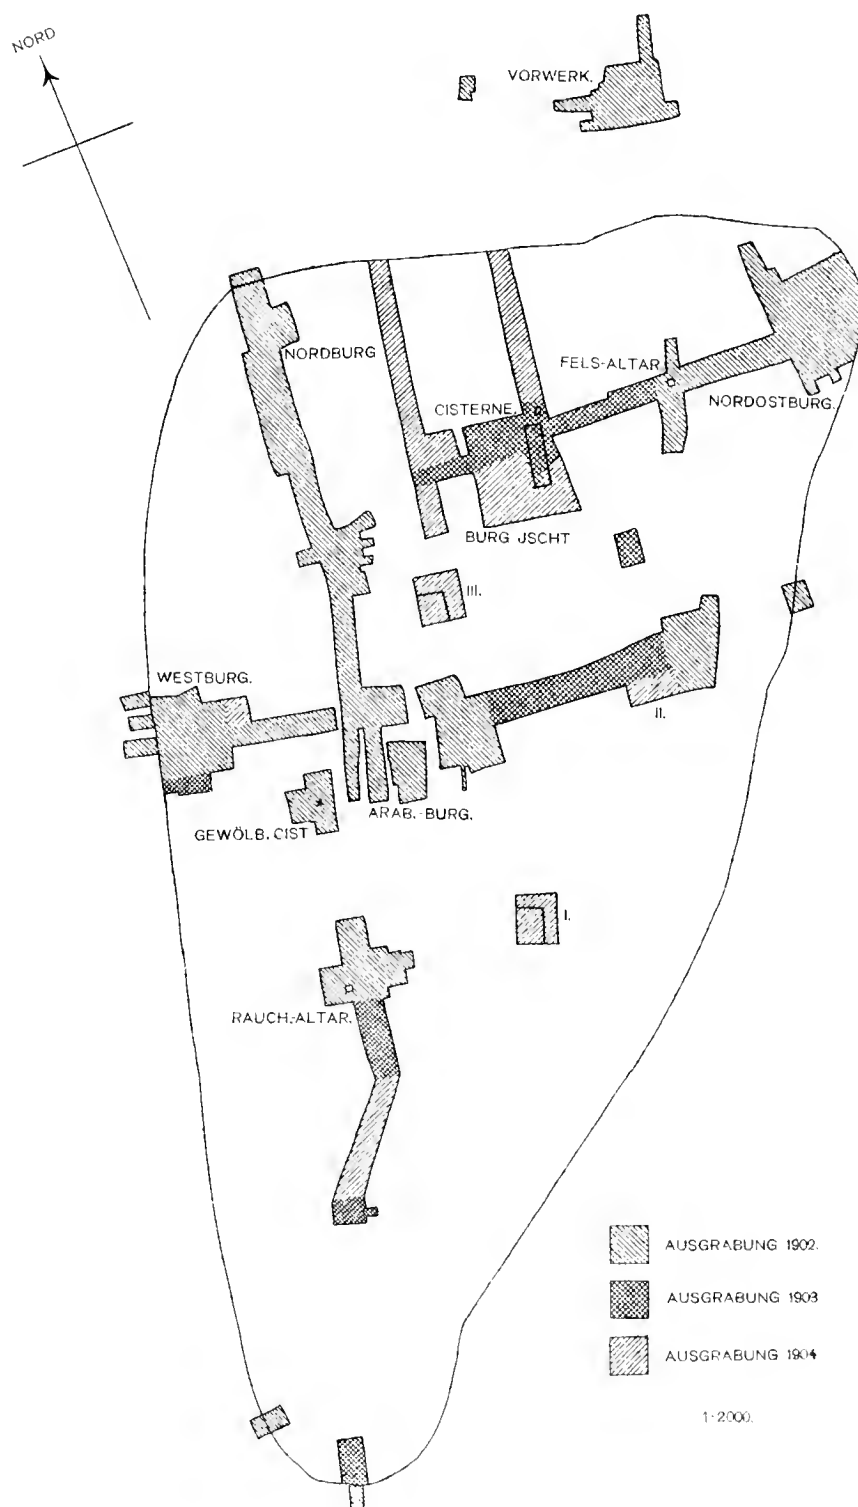 NORD
VORWERK.
NORDBURG
FELS-ALTAR
CISTERNE.
NORDOSTBURG.
BURG JSCHT
III.
WESTBURG.
II.
ARAB.-BURG.
GEWÖLB. CIST
I.
RAUCH.-ALTAR.
AUSGRABUNG 1902.
AUSGRABUNG 1903
AUSGRABUNG 1904
1:2000.